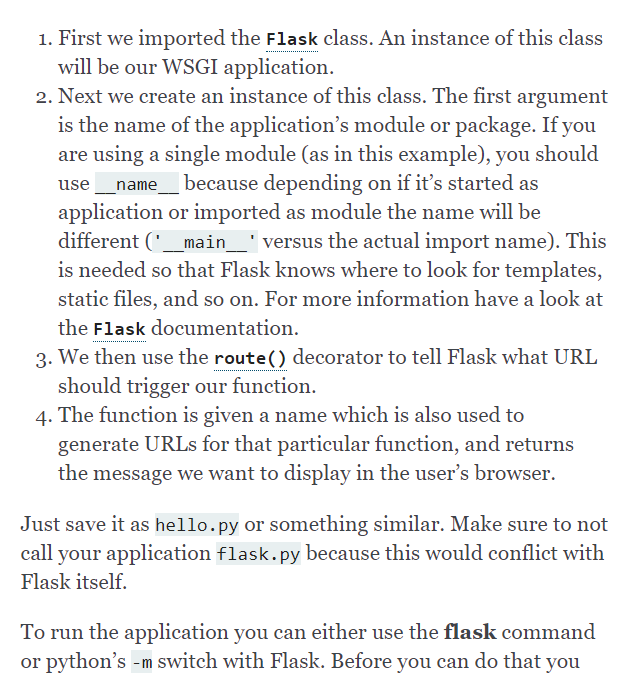 1. First we imported the Flask class. An instance of this class
will be our WSGI application.
2. Next we create an instance of this class. The first argument
is the name of the application’s module or package. If you
are using a single module (as in this example), you should
use __name__ because depending on if it’s started as
application or imported as module the name will be
different ('__main__' versus the actual import name). This
is needed so that Flask knows where to look for templates,
static files, and so on. For more information have a look at
the Flask documentation.
3. We then use the route() decorator to tell Flask what URL
should trigger our function.
4. The function is given a name which is also used to
generate URLs for that particular function, and returns
the message we want to display in the user’s browser.
Just save it as hello.py or something similar. Make sure to not
call your application flask.py because this would conflict with
Flask itself.
To run the application you can either use the flask command
or python’s -m switch with Flask. Before you can do that you